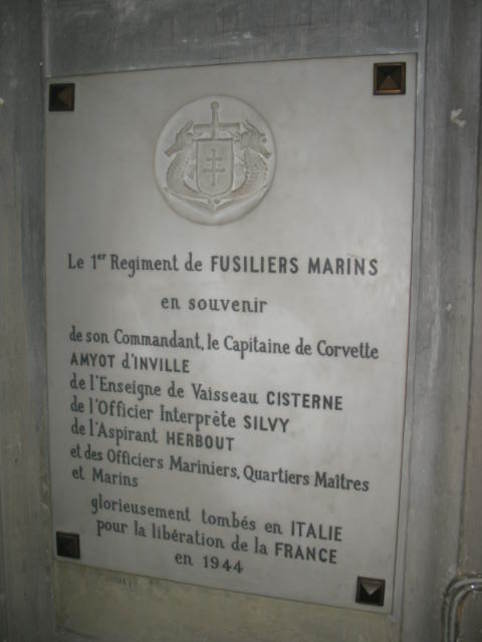 Le 1er Regiment de FUSILIERS MARINS
en souvenir
de son Commandant, le Capitaine de Corvette
AMYOT d'INVILLE
de l'Enseigne de Vaisseau CISTERNE
de l'Officier Interprète SILVY
de l'Aspirant HERBOUT
et des Officiers Mariniers, Quartiers Maîtres
et Marins
glorieusement tombés en ITALIE
pour la libération de la FRANCE
en 1944